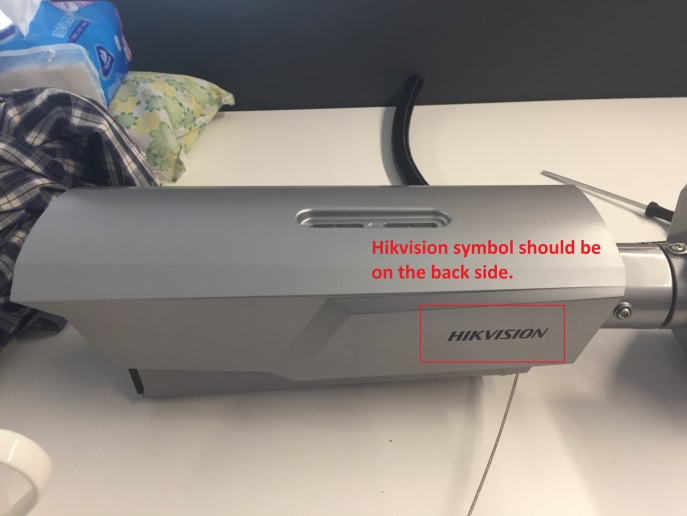 Hikvision symbol should be
on the back side.
HIKVISION